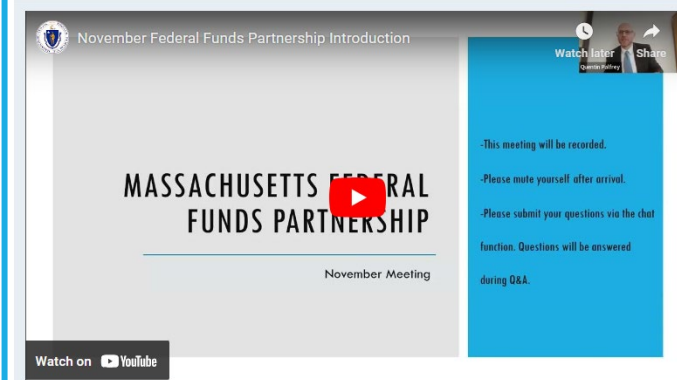 November Federal Funds Partnership Introduction
Watch later
Share
Quentin Palfrey
MASSACHUSETTS FEDERAL
FUNDS PARTNERSHIP
November Meeting
-This meeting will be recorded.
-Please mute yourself after arrival.
-Please submit your questions via the chat
function. Questions will be answered
during Q&A.
Watch on YouTube